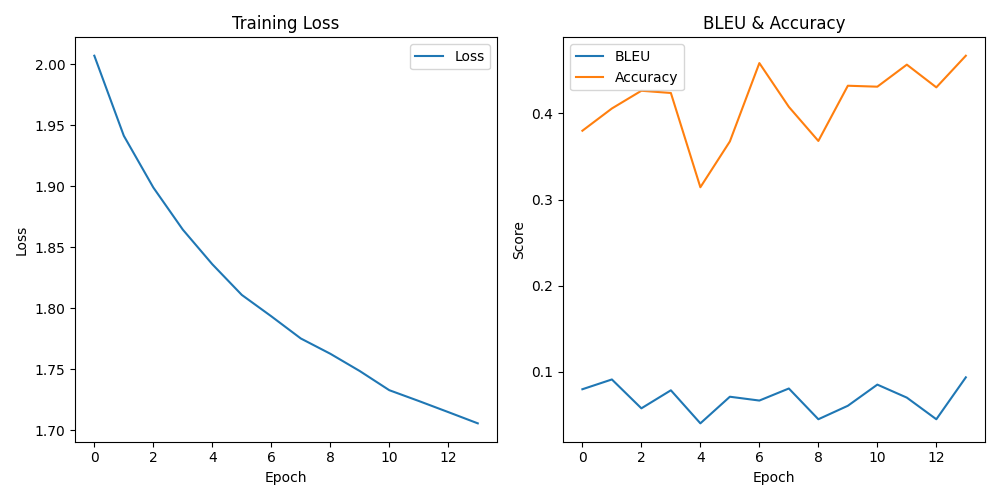 Training Loss
Loss
2.00
1.95
1.90
1.85
1.80
1.75
1.70
Loss
0 2 4 6 8 10 12
Epoch
BLEU & Accuracy
BLEU
Accuracy
0.4
0.3
0.2
0.1
Score
0 2 4 6 8 10 12
Epoch